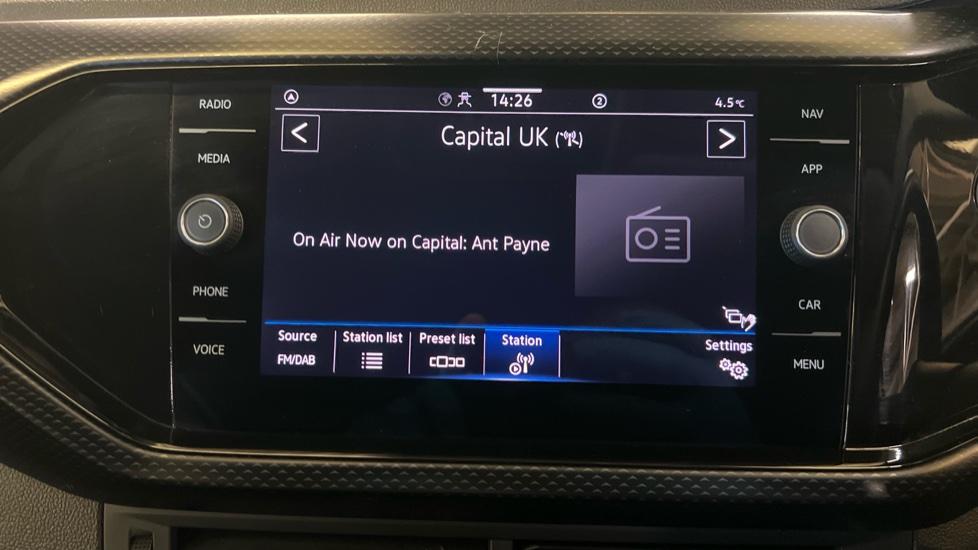 RADIO
MEDIA
PHONE
VOICE
14:26
2
4.5°C
Capital UK
On Air Now on Capital: Ant Payne
Source
FM/DAB
Station list
Preset list
Station
Settings
NAV
APP
CAR
MENU